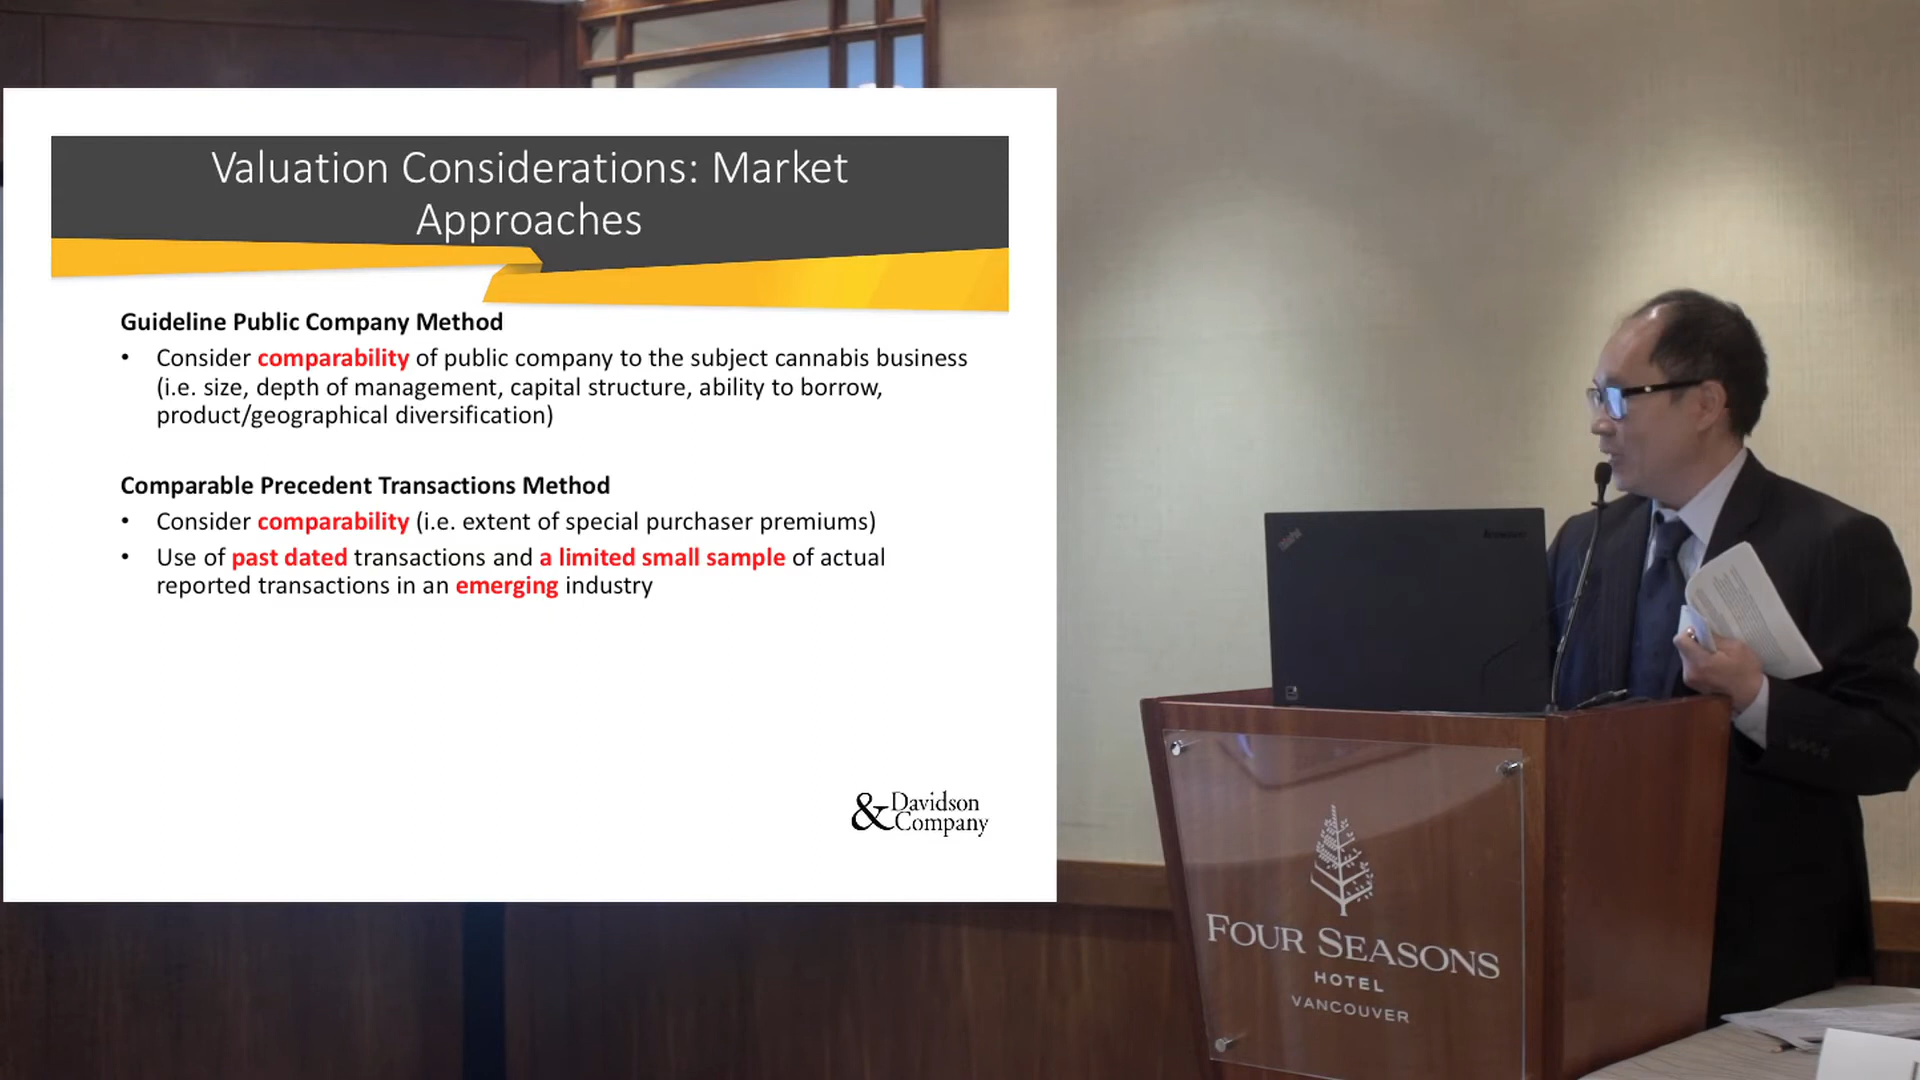 Valuation Considerations: Market
Approaches
Guideline Public Company Method
• Consider comparability of public company to the subject cannabis business
(i.e. size, depth of management, capital structure, ability to borrow,
product/geographical diversification)
Comparable Precedent Transactions Method
• Consider comparability (i.e. extent of special purchaser premiums)
• Use of past dated transactions and a limited small sample of actual
reported transactions in an emerging industry
& Davidson
Company
ThinkPad
lenovo
FOUR SEASONS
HOTEL
VANCOUVER